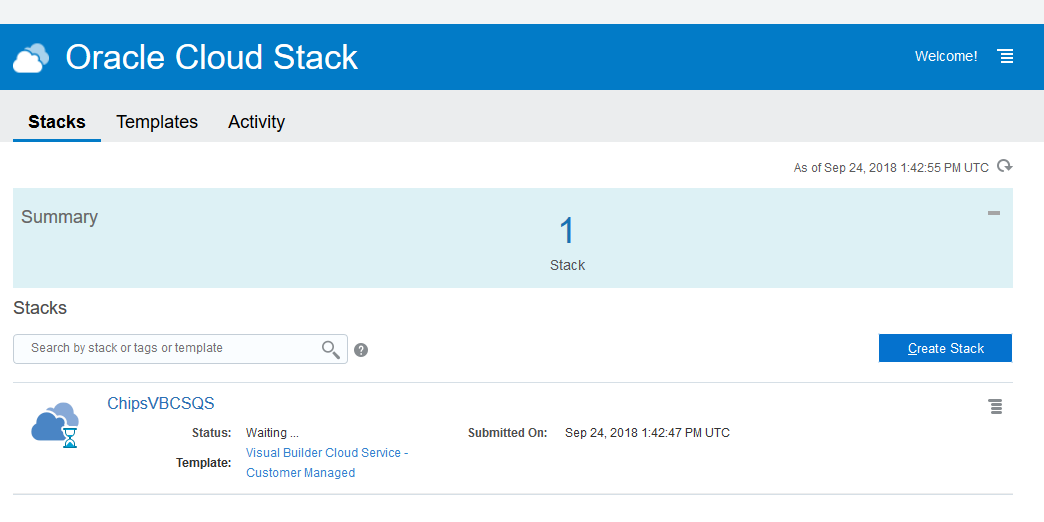 Oracle Cloud Stack
Welcome!
Stacks Templates Activity
As of Sep 24, 2018 1:42:55 PM UTC
Summary
1
Stack
Stacks
Search by stack or tags or template
?
Create Stack
ChipsVBCSQS
Status: Waiting ... Submitted On: Sep 24, 2018 1:42:47 PM UTC
Template: Visual Builder Cloud Service -
Customer Managed